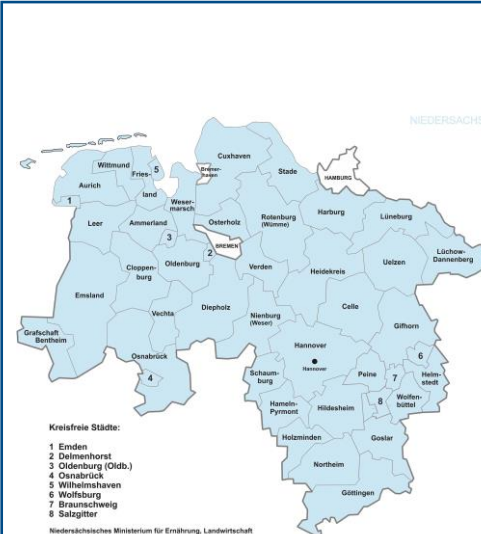 NIEDERSACHS
Cuxhaven
Stade
HAMBURG
Wittmund
5
Fries-
land
Bremer-
haven
Aurich
1
Weser-
marsch
Harburg
Lüneburg
Leer
Ammerland
3
Osterholz
Rotenburg
(Wümme)
2
BREMEN
Lüchow-
Dannenberg
Oldenburg
Cloppen-
burg
Verden
Heidekreis
Uelzen
Emsland
Vechta
Diepholz
Nienburg
(Weser)
Celle
Gifhorn
Grafschaft
Bentheim
Osnabrück
4
Hannover
Hannover
6
Schaum-
burg
Peine
7
Helm-
stedt
Hameln-
Pyrmont
Hildesheim
8
Wolfen-
büttel
Holzminden
Goslar
Northeim
Göttingen
Kreisfreie Städte:
1 Emden
2 Delmenhorst
3 Oldenburg (Oldb.)
4 Osnabrück
5 Wilhelmshaven
6 Wolfsburg
7 Braunschweig
8 Salzgitter
Niedersächsisches Ministerium für Ernährung, Landwirtschaft